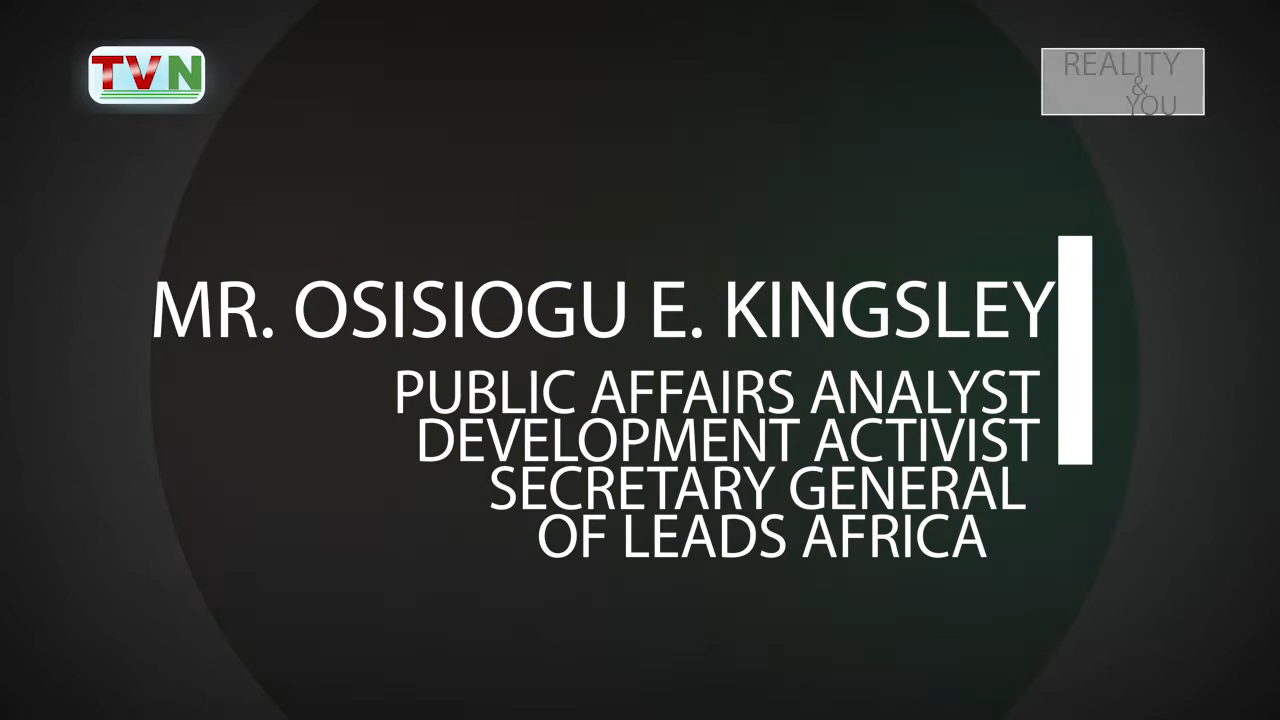 TVN
REALITY
&
YOU
MR. OSISIOGU E. KINGSLEY
PUBLIC AFFAIRS ANALYST
DEVELOPMENT ACTIVIST
SECRETARY GENERAL
OF LEADS AFRICA